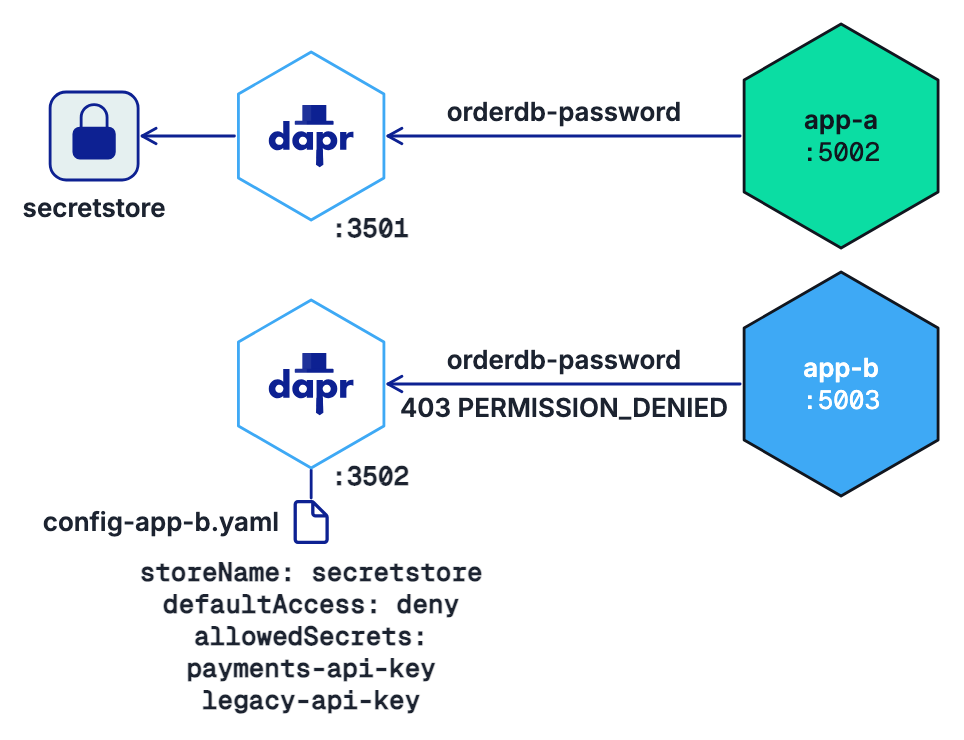 orderdb-password
app-a
:5002
dapr
secretstore
:3501
orderdb-password
app-b
:5003
dapr
403 PERMISSION_DENIED
:3502
config-app-b.yaml
storeName: secretstore
defaultAccess: deny
allowedSecrets:
payments-api-key
legacy-api-key